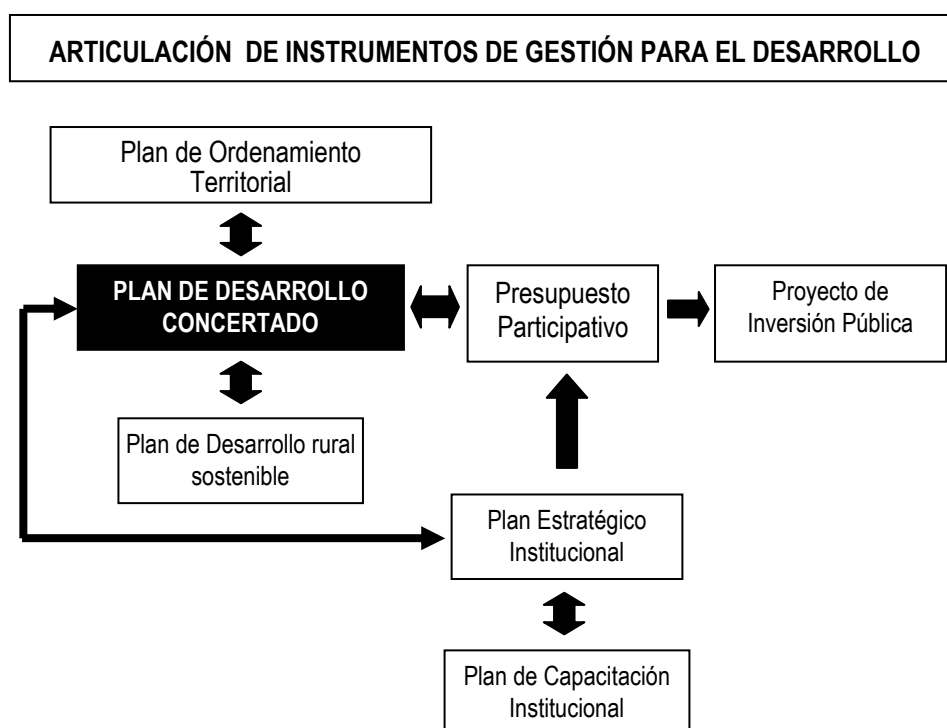 ARTICULACIÓN DE INSTRUMENTOS DE GESTIÓN PARA EL DESARROLLO
Plan de Ordenamiento
Territorial
PLAN DE DESARROLLO
CONCERTADO
Presupuesto
Participativo
Proyecto de
Inversión Pública
Plan de Desarrollo rural
sostenible
Plan Estratégico
Institucional
Plan de Capacitación
Institucional